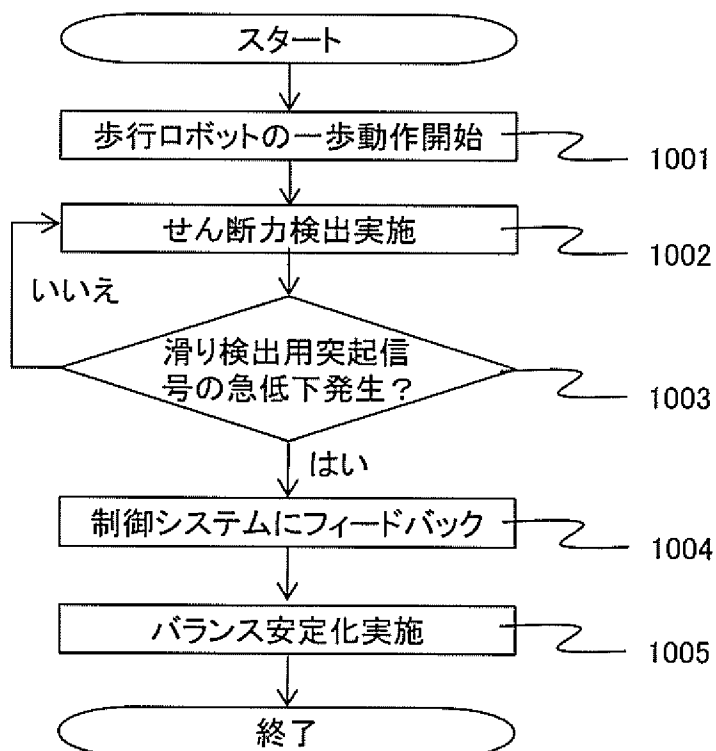 スタート
歩行ロボットの一歩動作開始
1001
せん断力検出実施
1002
いいえ
滑り検出用突起信
号の急低下発生？
1003
はい
制御システムにフィードバック
1004
バランス安定化実施
1005
終了